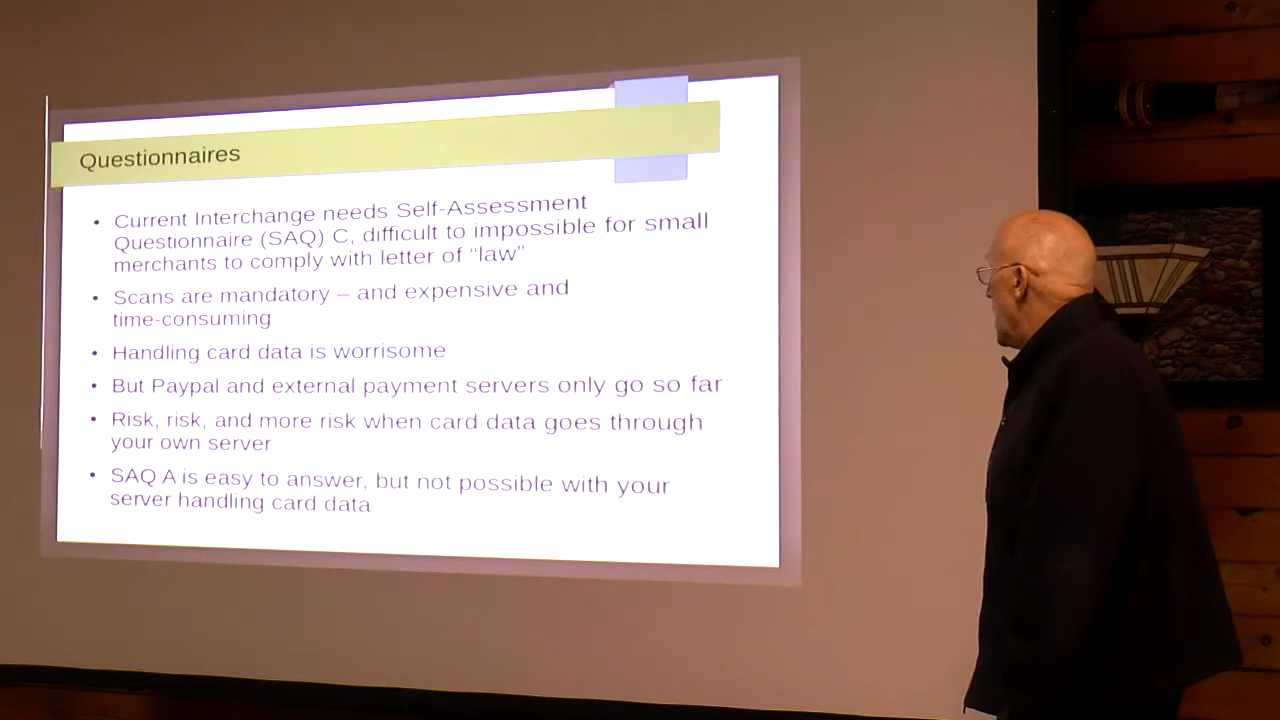 Questionnaires
• Current Interchange needs Self-Assessment
Questionnaire (SAQ) C, difficult to impossible for small
merchants to comply with letter of “law”
• Scans are mandatory – and expensive and
time-consuming
• Handling card data is worrisome
• But Paypal and external payment servers only go so far
• Risk, risk, and more risk when card data goes through
your own server
• SAQ A is easy to answer, but not possible with your
server handling card data